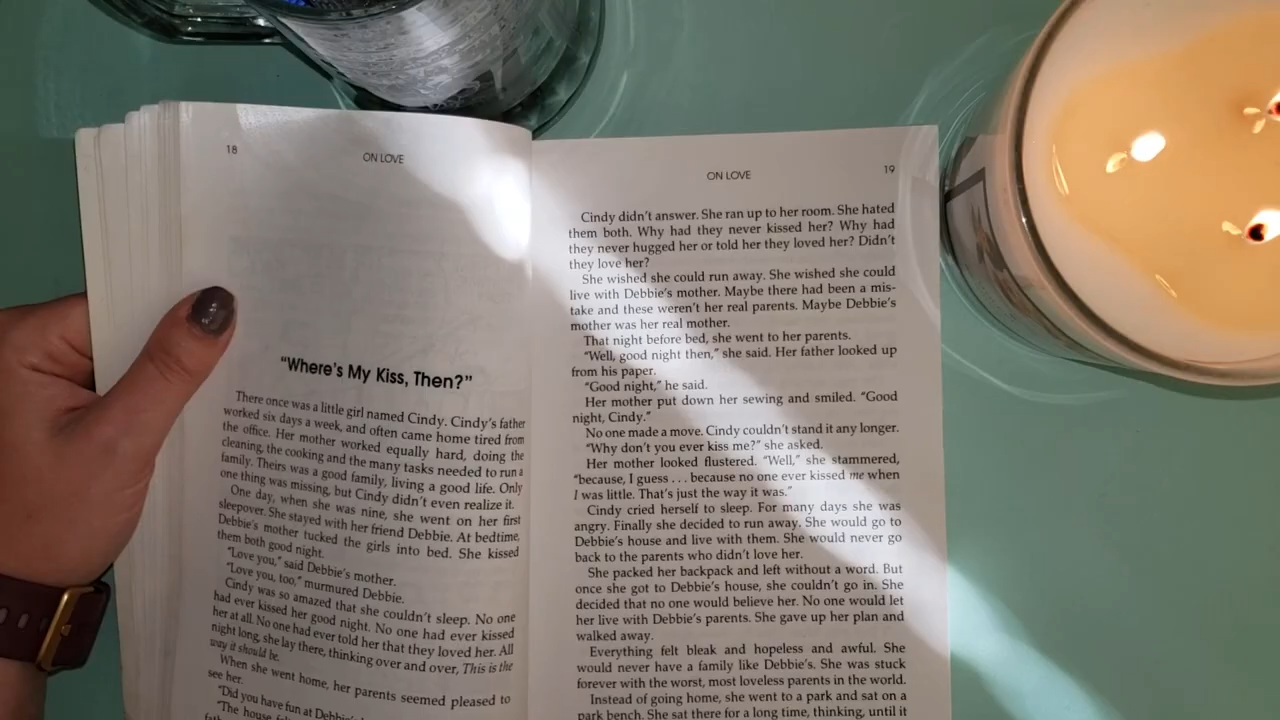 18
ON LOVE
“Where’s My Kiss, Then?”
There once was a little girl named Cindy. Cindy’s father
worked six days a week, and often came home tired from
the office. Her mother worked equally hard, doing the
cleaning, the cooking and the many tasks needed to run a
family. Theirs was a good family, living a good life. Only
one thing was missing, but Cindy didn’t even realize it.
One day, when she was nine, she went on her first
sleepover. She stayed with her friend Debbie. At bedtime,
Debbie’s mother tucked the girls into bed. She kissed
them both good night.
“Love you,” said Debbie’s mother.
“Love you, too,” murmured Debbie.
Cindy was so amazed that she couldn’t sleep. No one
had ever kissed her good night. No one had ever kissed
her at all. No one had ever told her that they loved her. All
night long, she lay there, thinking over and over, This is the
way it should be.
When she went home, her parents seemed pleased to
see her.
“Did you have fun at Debbie’s
“The house
ON LOVE
19
Cindy didn’t answer. She ran up to her room. She hated
them both. Why had they never kissed her? Why had
they never hugged her or told her they loved her? Didn’t
they love her?
She wished she could run away. She wished she could
live with Debbie’s mother. Maybe there had been a mis-
take and these weren’t her real parents. Maybe Debbie’s
mother was her real mother.
That night before bed, she went to her parents.
“Well, good night then,” she said. Her father looked up
from his paper.
“Good night,” he said.
Her mother put down her sewing and smiled. “Good
night, Cindy.”
No one made a move. Cindy couldn’t stand it any longer.
“Why don’t you ever kiss me?” she asked.
Her mother looked flustered. “Well,” she stammered,
“because, I guess . . . because no one ever kissed me when
I was little. That’s just the way it was.”
Cindy cried herself to sleep. For many days she was
angry. Finally she decided to run away. She would go to
Debbie’s house and live with them. She would never go
back to the parents who didn’t love her.
She packed her backpack and left without a word. But
once she got to Debbie’s house, she couldn’t go in. She
decided that no one would believe her. No one would let
her live with Debbie’s parents. She gave up her plan and
walked away.
Everything felt bleak and hopeless and awful. She
would never have a family like Debbie’s. She was stuck
forever with the worst, most loveless parents in the world.
Instead of going home, she went to a park and sat on a
park bench. She sat there for a long time, thinking, until it